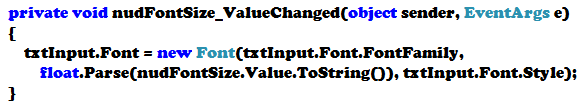 private void nudFontSize_ValueChanged(object sender, EventArgs e)
{
txtInput.Font = new Font(txtInput.Font.FontFamily,
float.Parse(nudFontSize.Value.ToString()), txtInput.Font.Style);
}